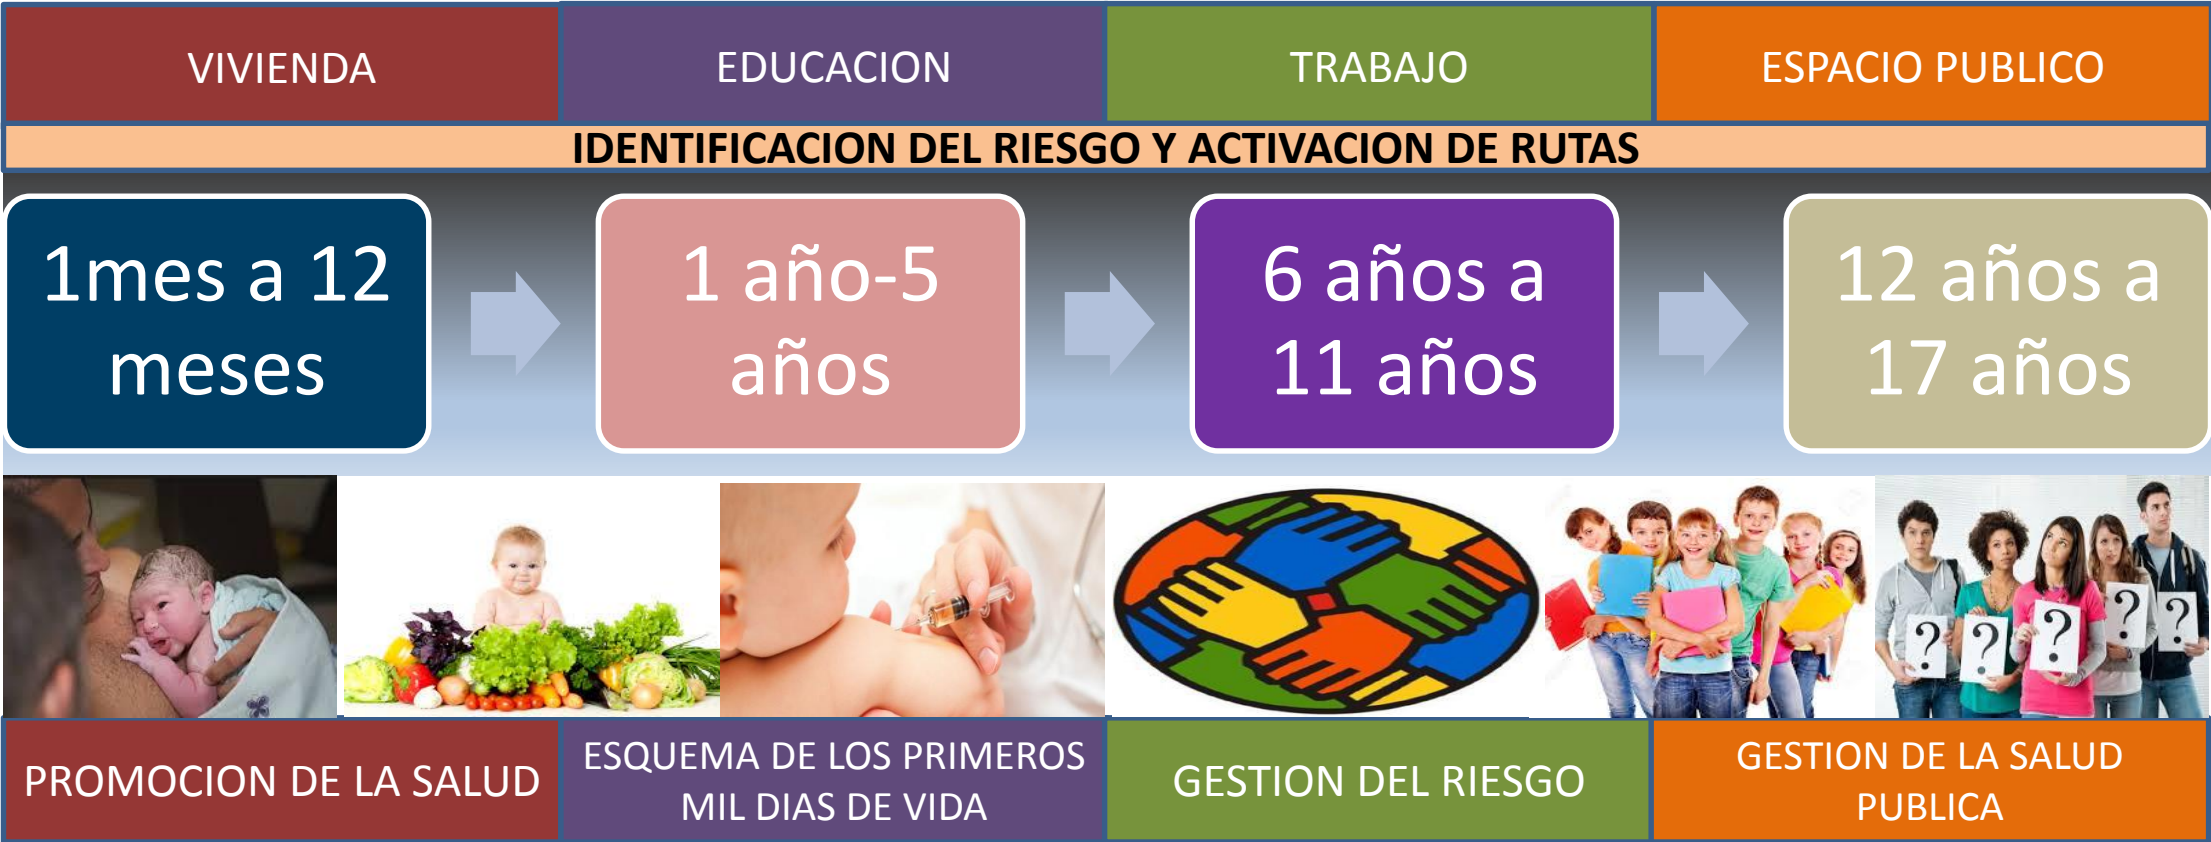 VIVIENDA
EDUCACION
TRABAJO
ESPACIO PUBLICO
IDENTIFICACION DEL RIESGO Y ACTIVACION DE RUTAS
1mes a 12
meses
1 año-5
años
6 años a
11 años
12 años a
17 años
?
?
?
?
?
PROMOCION DE LA SALUD
ESQUEMA DE LOS PRIMEROS
MIL DIAS DE VIDA
GESTION DEL RIESGO
GESTION DE LA SALUD
PUBLICA